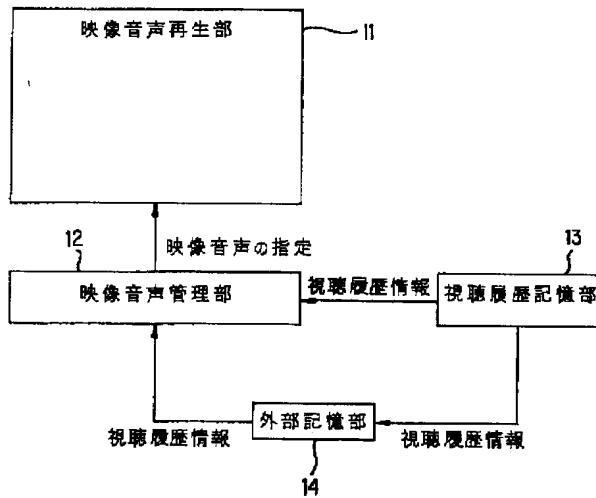 映像音声再生部
11
映像音声の指定
12
13
映像音声管理部
視聴履歴情報
視聴履歴記憶部
外部記憶部
視聴履歴情報
視聴履歴情報
14